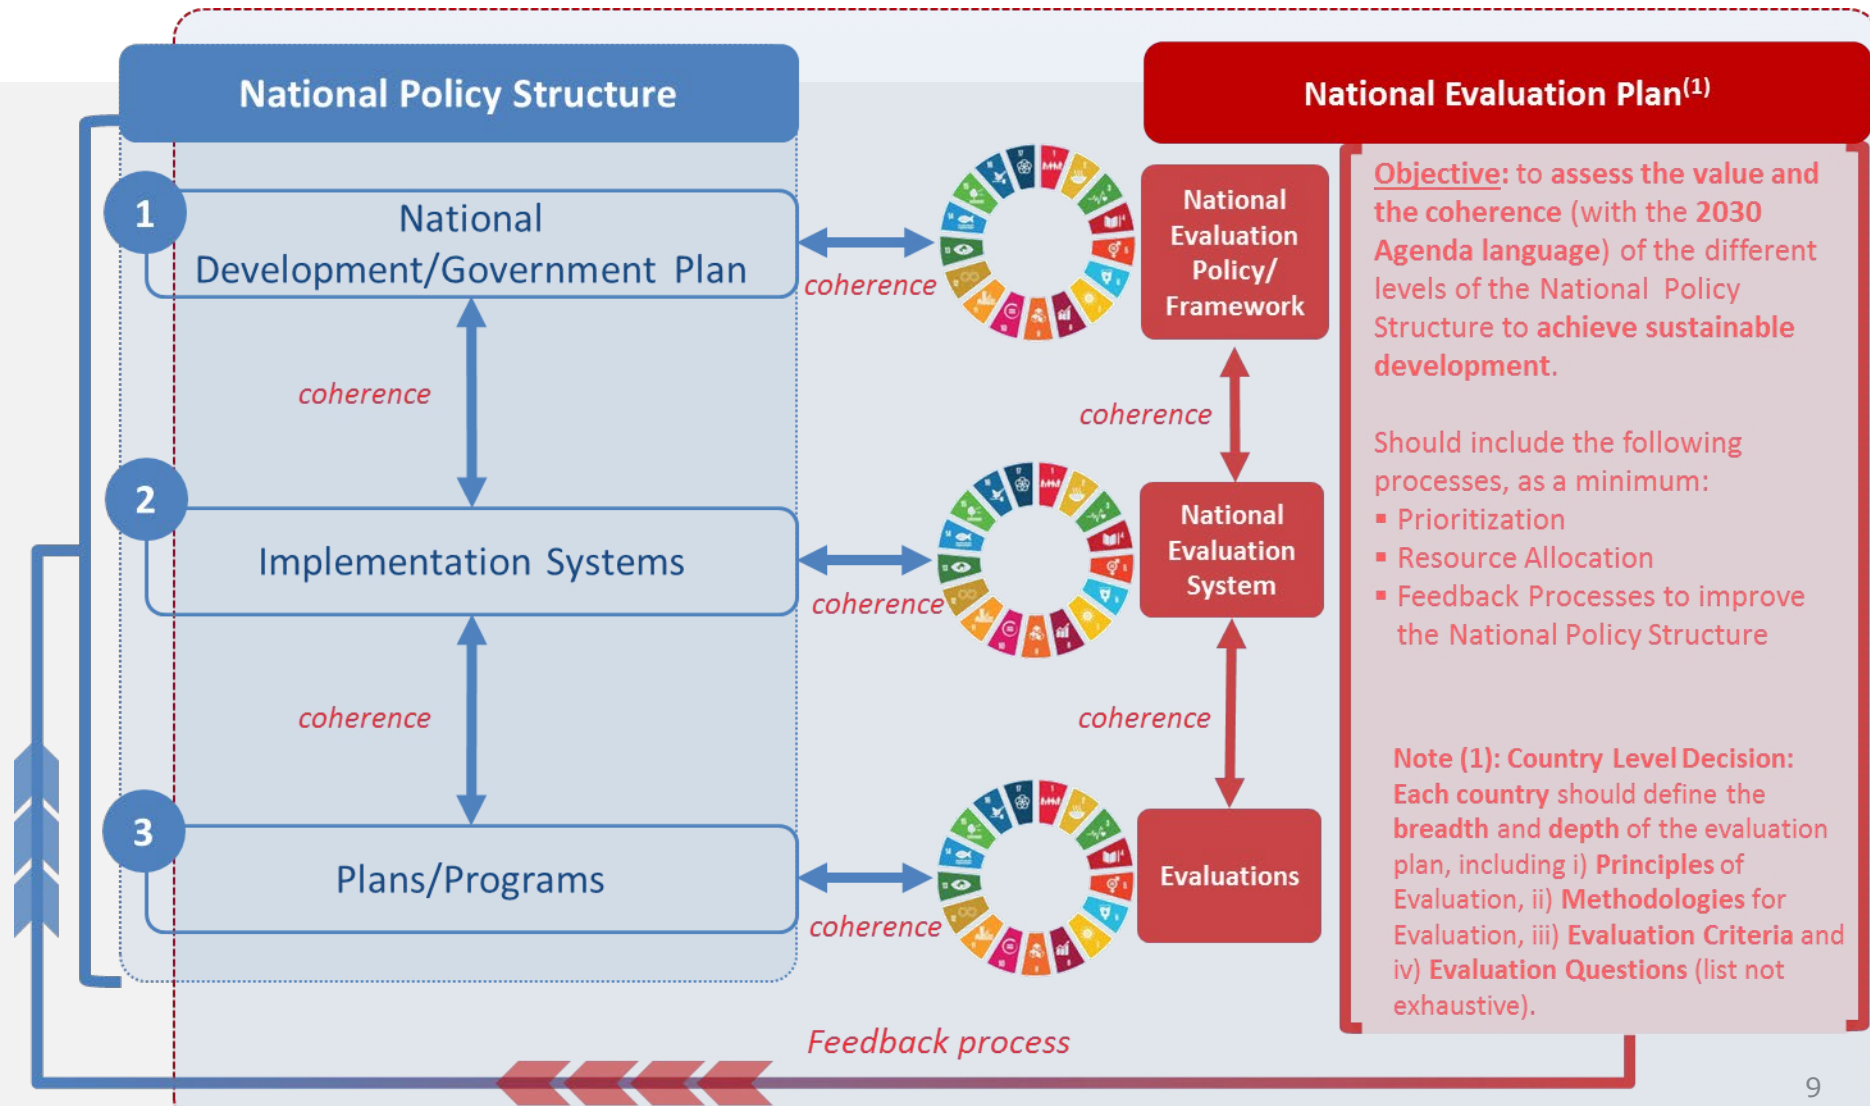 National Policy Structure
1
National
Development/Government Plan
coherence
coherence
2
Implementation Systems
coherence
coherence
3
Plans/Programs
coherence
National Evaluation Plan(1)
National
Evaluation
Policy/
Framework
coherence
National
Evaluation
System
coherence
Evaluations
Objective: to assess the value and
the coherence (with the 2030
Agenda language) of the different
levels of the National Policy
Structure to achieve sustainable
development.
Should include the following
processes, as a minimum:
▪ Prioritization
▪ Resource Allocation
▪ Feedback Processes to improve
the National Policy Structure
Note (1): Country Level Decision:
Each country should define the
breadth and depth of the evaluation
plan, including i) Principles of
Evaluation, ii) Methodologies for
Evaluation, iii) Evaluation Criteria and
iv) Evaluation Questions (list not
exhaustive).
Feedback process
9